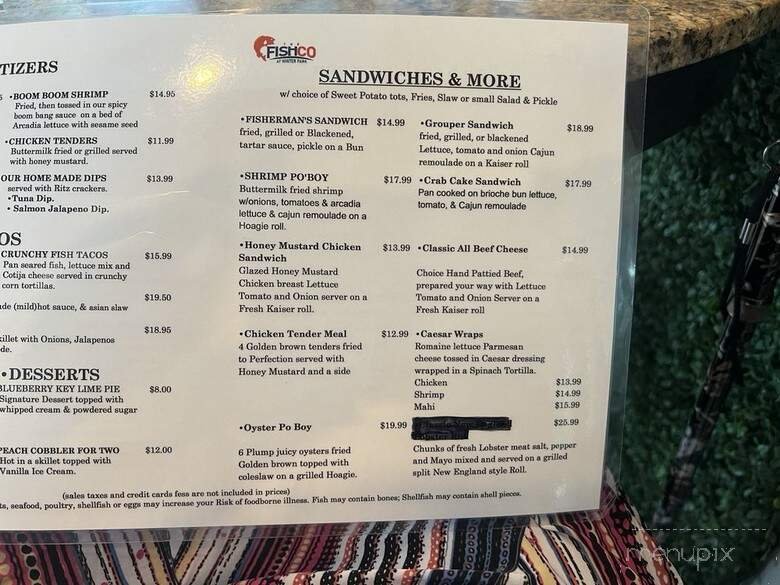 TIZERS
•BOOM BOOM SHRIMP $14.95
Fried, then tossed in our spicy
boom bang sauce on a bed of
Arcadia lettuce with sesame seed
•CHICKEN TENDERS $11.99
Buttermilk fried or grilled served
with honey mustard.
OUR HOME MADE DIPS $13.99
served with Ritz crackers.
•Tuna Dip.
• Salmon Jalapeno Dip.
OS
CRUNCHY FISH TACOS $15.99
Pan seared fish, lettuce mix and
Cotija cheese served in crunchy
corn tortillas.
$19.50
de (mild)hot sauce, & asian slaw
$18.95
killet with Onions, Jalapenos
de.
•DESSERTS
BLUEBERRY KEY LIME PIE $8.00
Signature Dessert topped with
whipped cream & powdered sugar
PEACH COBBLER FOR TWO $12.00
Hot in a skillet topped with
Vanilla Ice Cream.
THE
FISHCO
OF WINTER PARK
SANDWICHES & MORE
w/ choice of Sweet Potato tots, Fries, Slaw or small Salad & Pickle
•FISHERMAN'S SANDWICH $14.99
fried, grilled or Blackened,
tartar sauce, pickle on a Bun
•SHRIMP PO'BOY $17.99
Buttermilk fried shrimp
w/onions, tomatoes & arcadia
lettuce & cajun remoulade on a
Hoagie roll.
•Honey Mustard Chicken $13.99
Sandwich
Glazed Honey Mustard
Chicken breast Lettuce
Tomato and Onion server on a
Fresh Kaiser roll.
•Chicken Tender Meal $12.99
4 Golden brown tenders fried
to Perfection served with
Honey Mustard and a side
•Oyster Po Boy $19.99
6 Plump juicy oysters fried
Golden brown topped with
coleslaw on a grilled Hoagie.
•Grouper Sandwich $18.99
fried, grilled, or blackened
Lettuce, tomato and onion Cajun
remoulade on a Kaiser roll
•Crab Cake Sandwich $17.99
Pan cooked on brioche bun lettuce,
tomato, & Cajun remoulade
•Classic All Beef Cheese $14.99
Choice Hand Pattied Beef,
prepared your way with Lettuce
Tomato and Onion Server on a
Fresh Kaiser roll
•Caesar Wraps
Romaine lettuce Parmesan
cheese tossed in Caesar dressing
wrapped in a Spinach Tortilla.
Chicken $13.99
Shrimp $14.99
Mahi $15.99
$25.99
Chunks of fresh Lobster meat salt, pepper
and Mayo mixed and served on a grilled
split New England style Roll.
(sales taxes and credit cards fess are not included in prices)
ts, seafood, poultry, shellfish or eggs may increase your Risk of foodborne illness. Fish may contain bones; Shellfish may contain shell pieces.
menupix